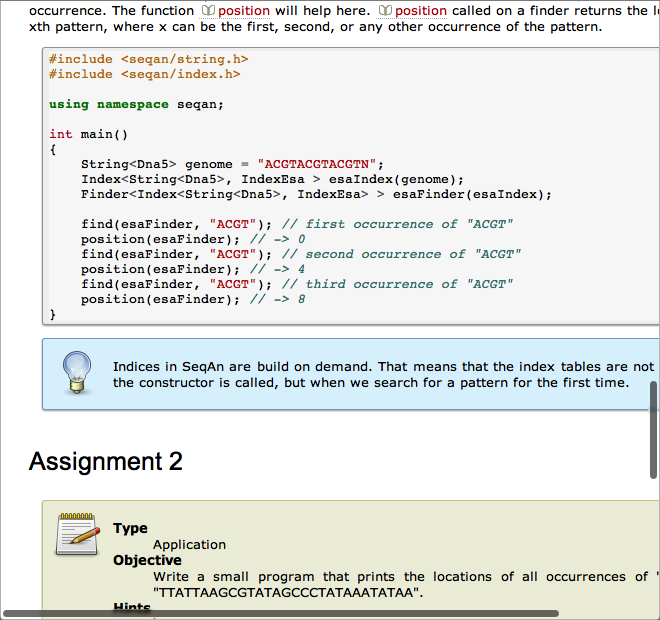 occurrence. The function position will help here. position called on a finder returns the
xth pattern, where x can be the first, second, or any other occurrence of the pattern.
#include <seqan/string.h>
#include <seqan/index.h>
using namespace seqan;
int main()
{
    String<Dna5> genome = "ACGTACGTACGTN";
    Index<String<Dna5>, IndexEsa > esaIndex(genome);
    Finder<Index<String<Dna5>, IndexEsa> > esaFinder(esaIndex);
    find(esaFinder, "ACGT"); // first occurrence of "ACGT"
    position(esaFinder); // -> 0
    find(esaFinder, "ACGT"); // second occurrence of "ACGT"
    position(esaFinder); // -> 4
    find(esaFinder, "ACGT"); // third occurrence of "ACGT"
    position(esaFinder); // -> 8
}
Indices in SeqAn are build on demand. That means that the index tables are not
the constructor is called, but when we search for a pattern for the first time.
Assignment 2
Type
Application
Objective
Write a small program that prints the locations of all occurrences of "
"TTATTAAGCGTATAGCCCTATAAATATAA".
Hints